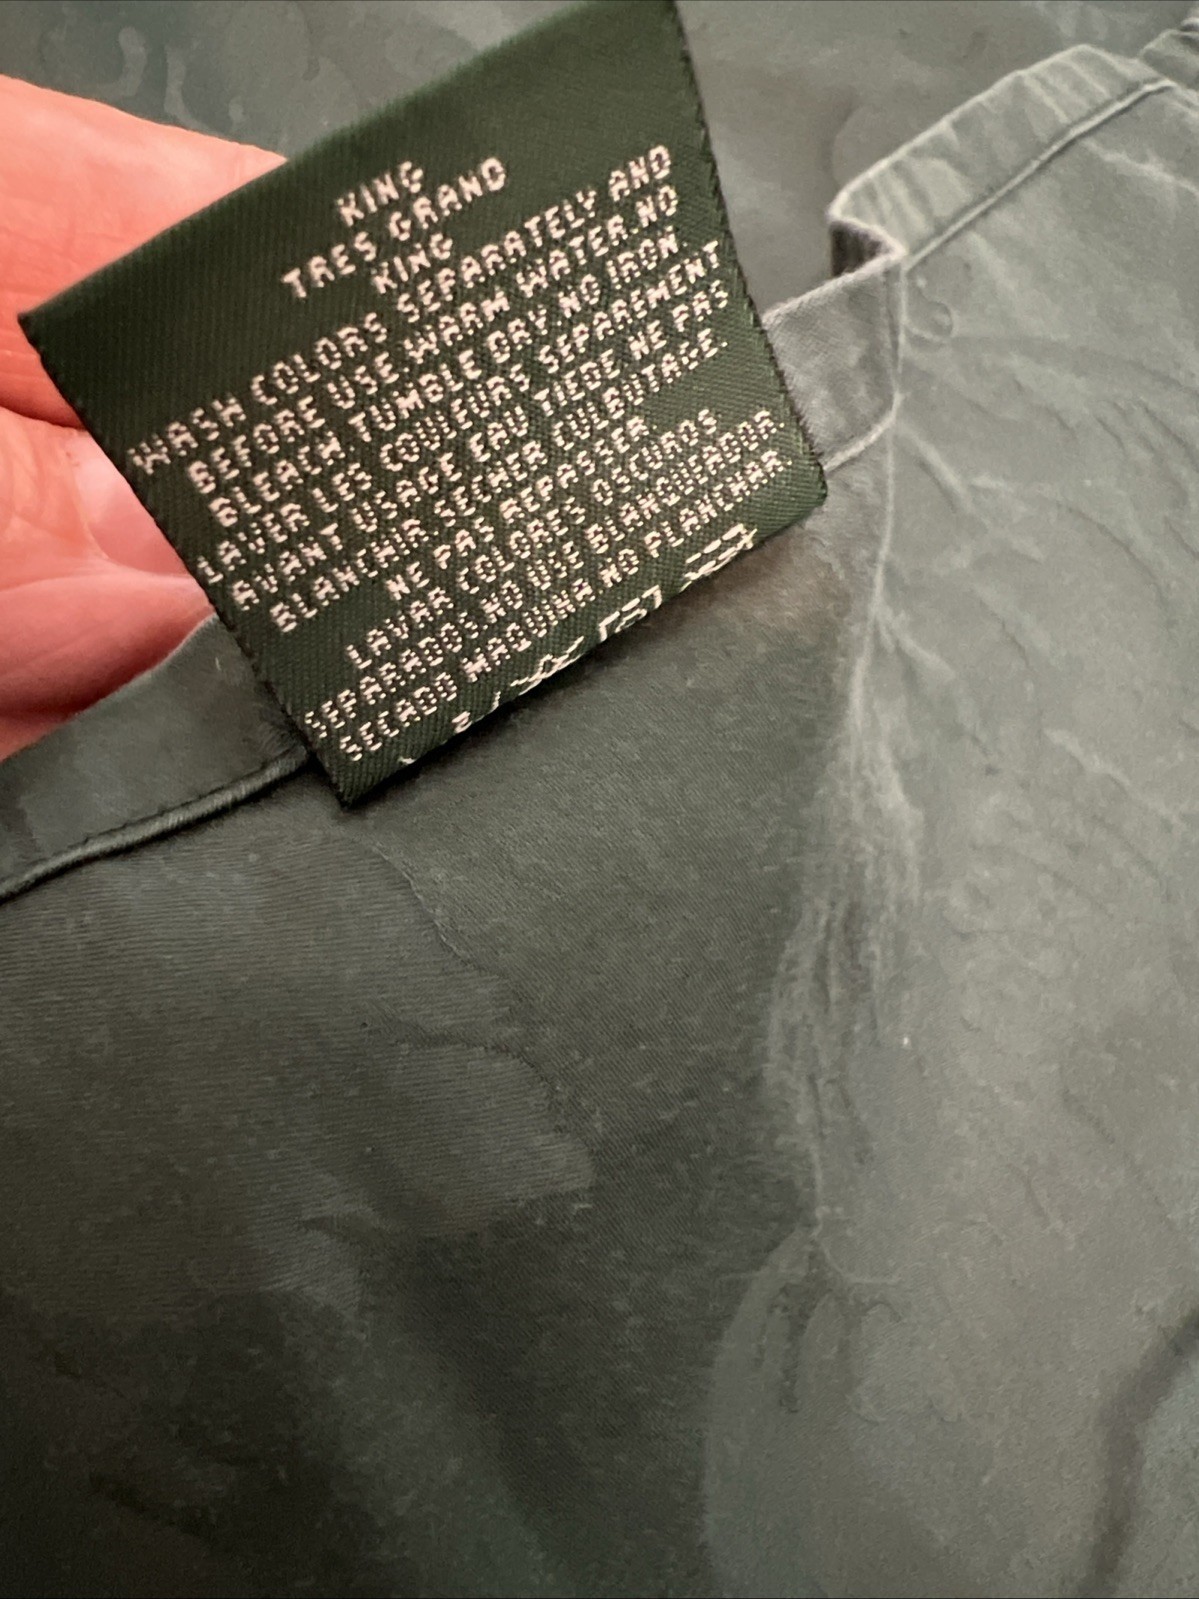 KING
TRES GRAND
KING
WASH COLORS SEPARATELY AND
BEFORE USE.WARM WATER.NO
BLEACH TUMBLE DRY NO IRON
LAVER LES COULEURS SEPAREMENT
AVANT USAGE EAU TIEDE NE PAS
BLANCHIR SECHER CULBUTAGE.
NE PAS REPASSER
LAVAR COLORES OSCUROS
SEPARADOS.NO USE BLANQUEADOR.
SECADO MAQUINA NO PLANCHAR.